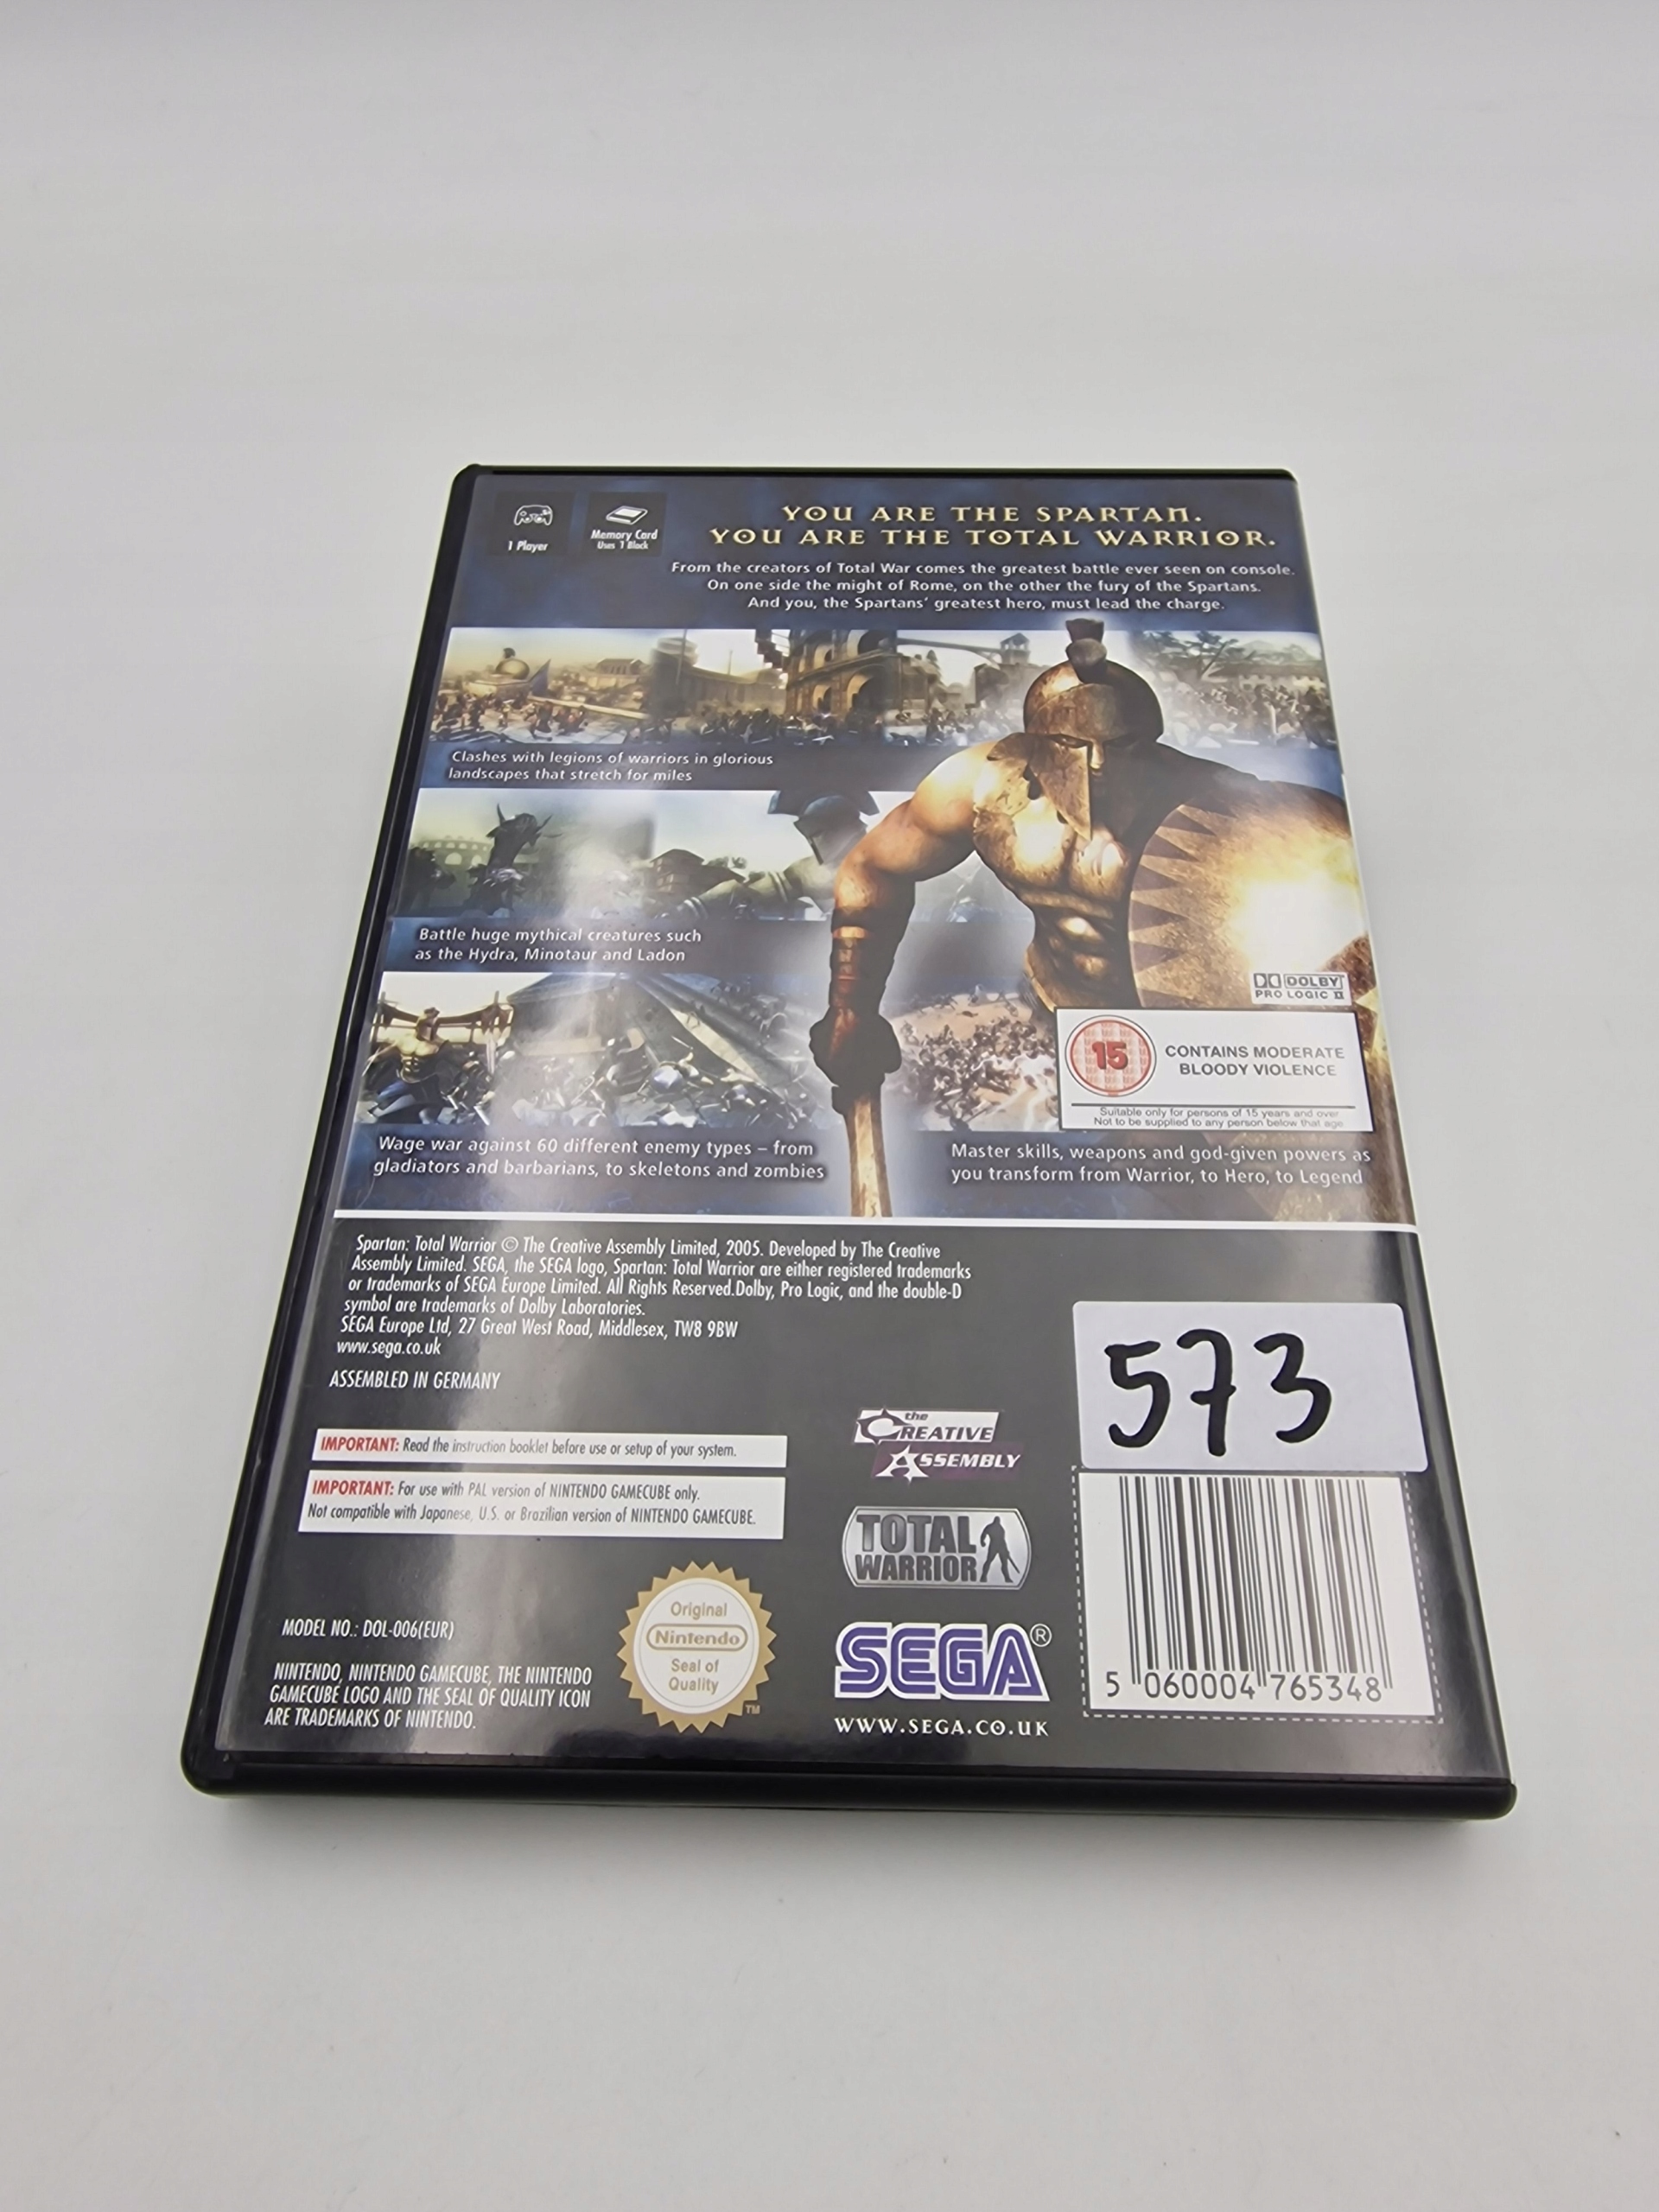 1 Player
Memory Card
Uses 1 Block
YOU ARE THE SPARTAN.
YOU ARE THE TOTAL WARRIOR.
From the creators of Total War comes the greatest battle ever seen on console.
On one side the might of Rome, on the other the fury of the Spartans.
And you, the Spartans' greatest hero, must lead the charge.
Clashes with legions of warriors in glorious
landscapes that stretch for miles
Battle huge mythical creatures such
as the Hydra, Minotaur and Ladon
DOLBY
PRO LOGIC II
15
CONTAINS MODERATE
BLOODY VIOLENCE
Suitable only for persons of 15 years and over
Not to be supplied to any person below that age
Wage war against 60 different enemy types – from
gladiators and barbarians, to skeletons and zombies
Master skills, weapons and god-given powers as
you transform from Warrior, to Hero, to Legend
Spartan: Total Warrior © The Creative Assembly Limited, 2005. Developed by The Creative
Assembly Limited. SEGA, the SEGA logo, Spartan: Total Warrior are either registered trademarks
or trademarks of SEGA Europe Limited. All Rights Reserved.Dolby, Pro Logic, and the double-D
symbol are trademarks of Dolby Laboratories.
SEGA Europe Ltd, 27 Great West Road, Middlesex, TW8 9BW
www.sega.co.uk
ASSEMBLED IN GERMANY
573
IMPORTANT: Read the instruction booklet before use or setup of your system.
IMPORTANT: For use with PAL version of NINTENDO GAMECUBE only.
Not compatible with Japanese, U.S. or Brazilian version of NINTENDO GAMECUBE.
the
CREATIVE
ASSEMBLY
TOTAL
WARRIOR
MODEL NO.: DOL-006(EUR)
NINTENDO, NINTENDO GAMECUBE, THE NINTENDO
GAMECUBE LOGO AND THE SEAL OF QUALITY ICON
ARE TRADEMARKS OF NINTENDO.
Original
Nintendo
Seal of
Quality
TM
SEGA®
WWW.SEGA.CO.UK
5 060004 765348